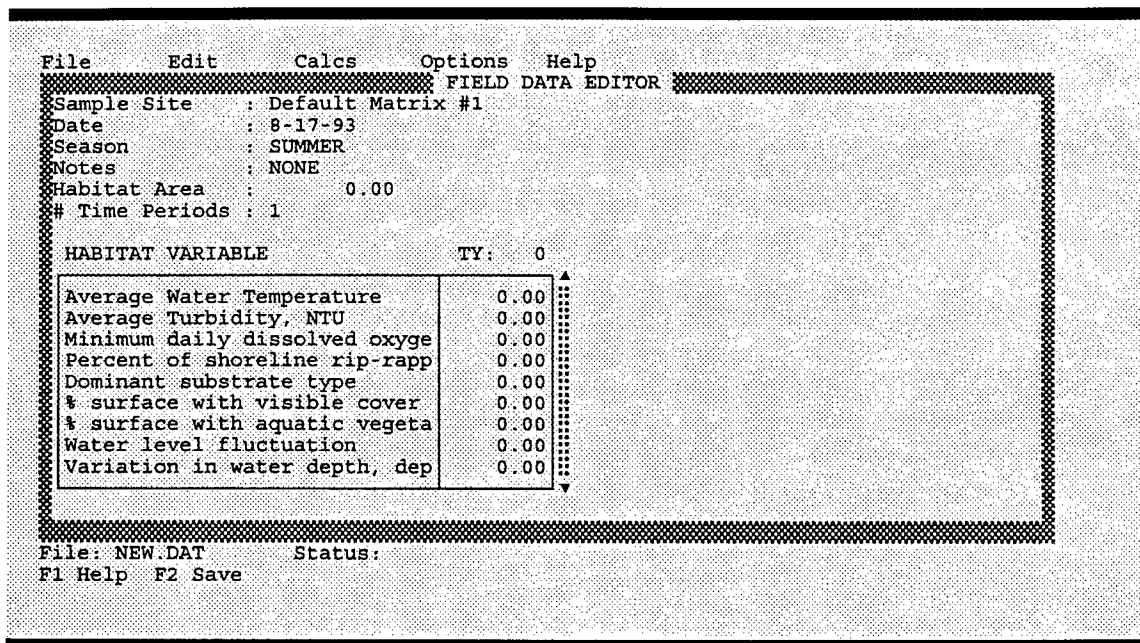 File Edit Calcs Options Help
FIELD DATA EDITOR
Sample Site : Default Matrix #1
Date : 8-17-93
Season : SUMMER
Notes : NONE
Habitat Area : 0.00
# Time Periods : 1
HABITAT VARIABLE TY: 0
Average Water Temperature 0.00
Average Turbidity, NTU 0.00
Minimum daily dissolved oxyge 0.00
Percent of shoreline rip-rapp 0.00
Dominant substrate type 0.00
% surface with visible cover 0.00
% surface with aquatic vegeta 0.00
Water level fluctuation 0.00
Variation in water depth, dep 0.00
File: NEW.DAT Status:
F1 Help F2 Save